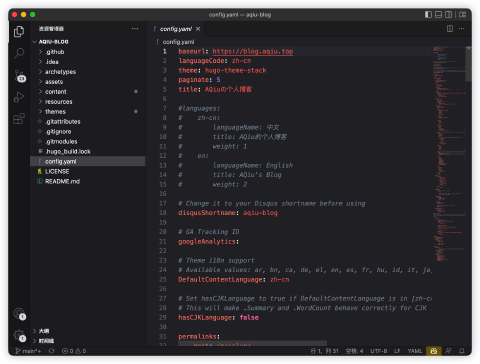 config.yaml — aqiu-blog
资源管理器
AQIU-BLOG
.github
.idea
archetypes
assets
content
resources
themes
.gitattributes
.gitignore
.gitmodules
.hugo_build.lock
config.yaml
LICENSE
README.md
大纲
时间线
config.yaml
config.yaml
1 baseurl: https://blog.aqiu.top
2 languageCode: zh-cn
3 theme: hugo-theme-stack
4 paginate: 5
5 title: AQiu的个人博客
6
7 #languages:
8 # zh-cn:
9 # languageName: 中文
10 # title: AQiu的个人博客
11 # weight: 1
12 # en:
13 # languageName: English
14 # title: AQiu's Blog
15 # weight: 2
16
17 # Change it to your Disqus shortname before using
18 disqusShortname: aqiu-blog
19
20 # GA Tracking ID
21 googleAnalytics:
22
23 # Theme i18n support
24 # Available values: ar, bn, ca, de, el, en, es, fr, hu, id, it, ja,
25 DefaultContentLanguage: zh-cn
26
27 # Set hasCJKLanguage to true if DefaultContentLanguage is in [zh-cn
28 # This will make .Summary and .WordCount behave correctly for CJK
29 hasCJKLanguage: false
30
31 permalinks:
32
main*+
0 0
行 1，列 31
空格: 4
UTF-8
LF
YAML